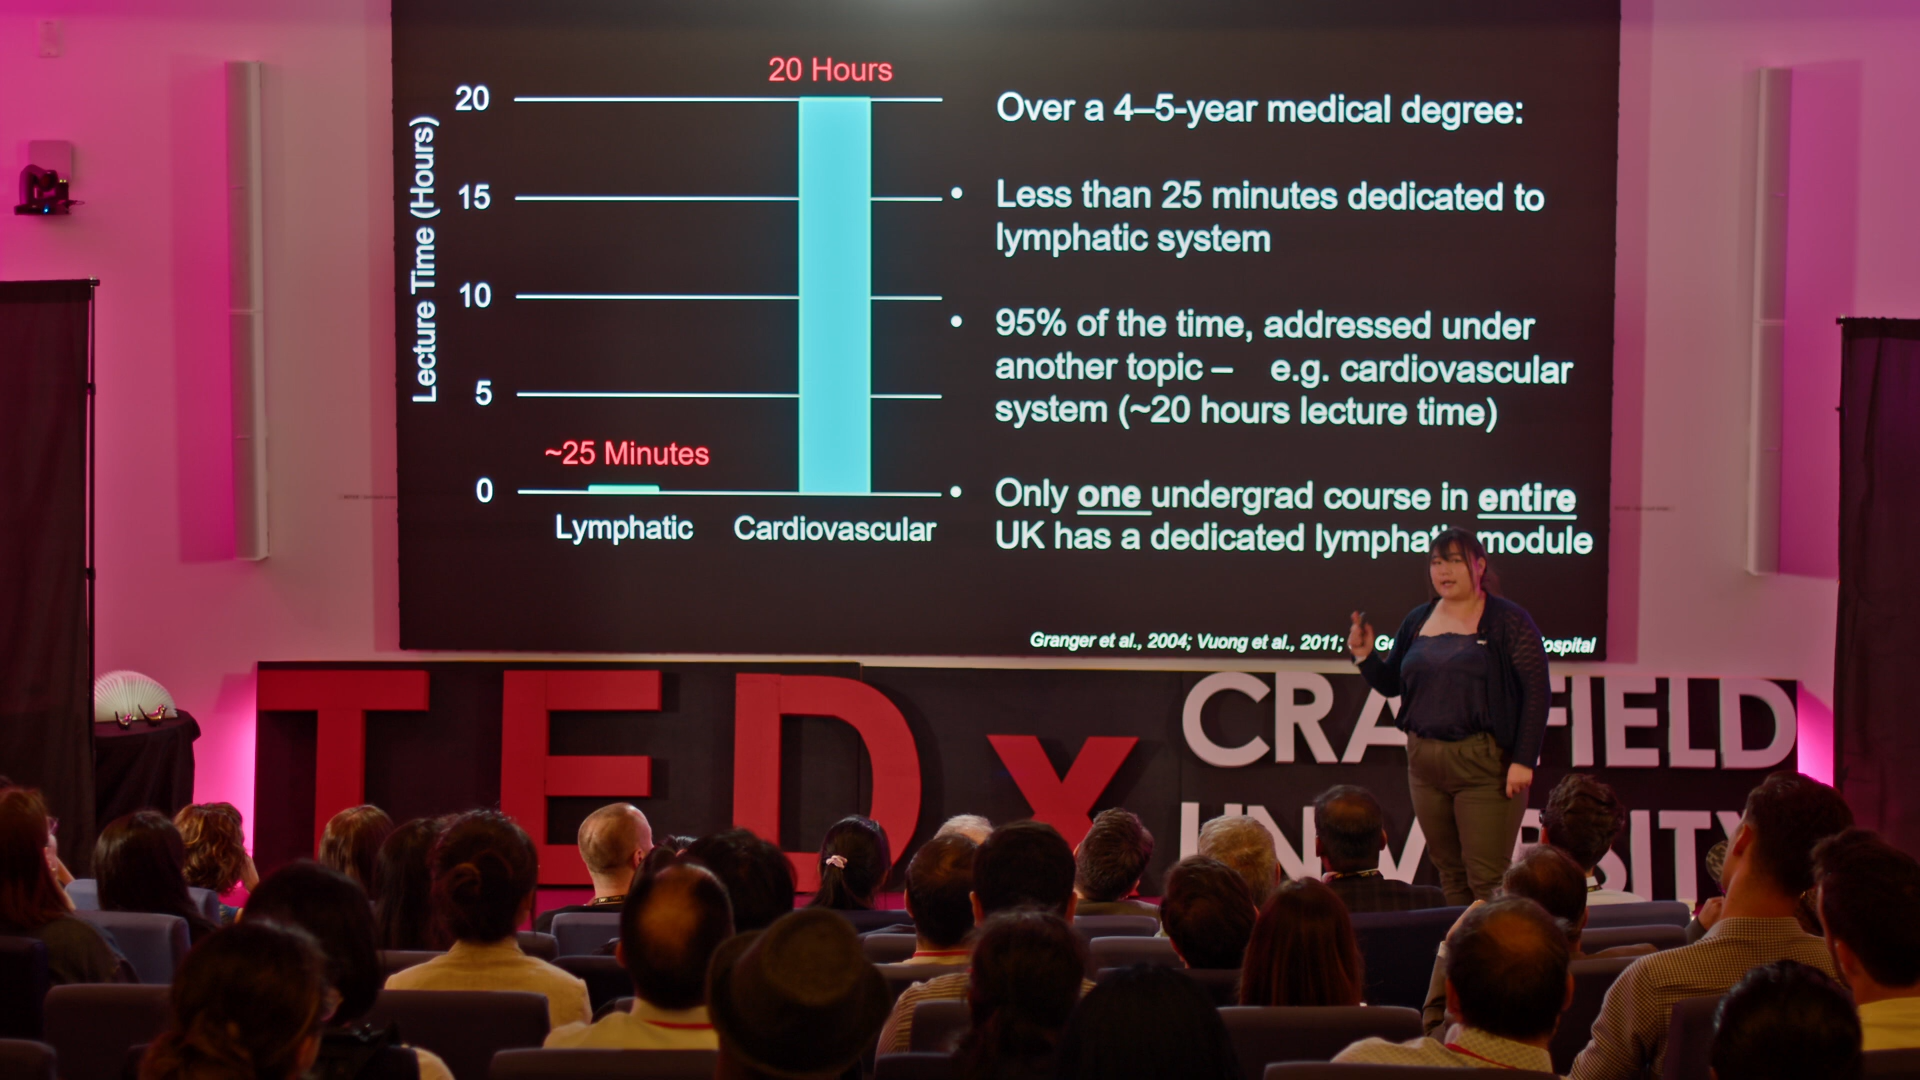 20 Hours
20
15
10
5
0
Lecture Time (Hours)
~25 Minutes
Lymphatic
Cardiovascular
Over a 4–5-year medical degree:
• Less than 25 minutes dedicated to
lymphatic system
• 95% of the time, addressed under
another topic – e.g. cardiovascular
system (~20 hours lecture time)
• Only one undergrad course in entire
UK has a dedicated lymphati module
Granger et al., 2004; Vuong et al., 2011;
TEDx
CRANFIELD
UNIVERSITY